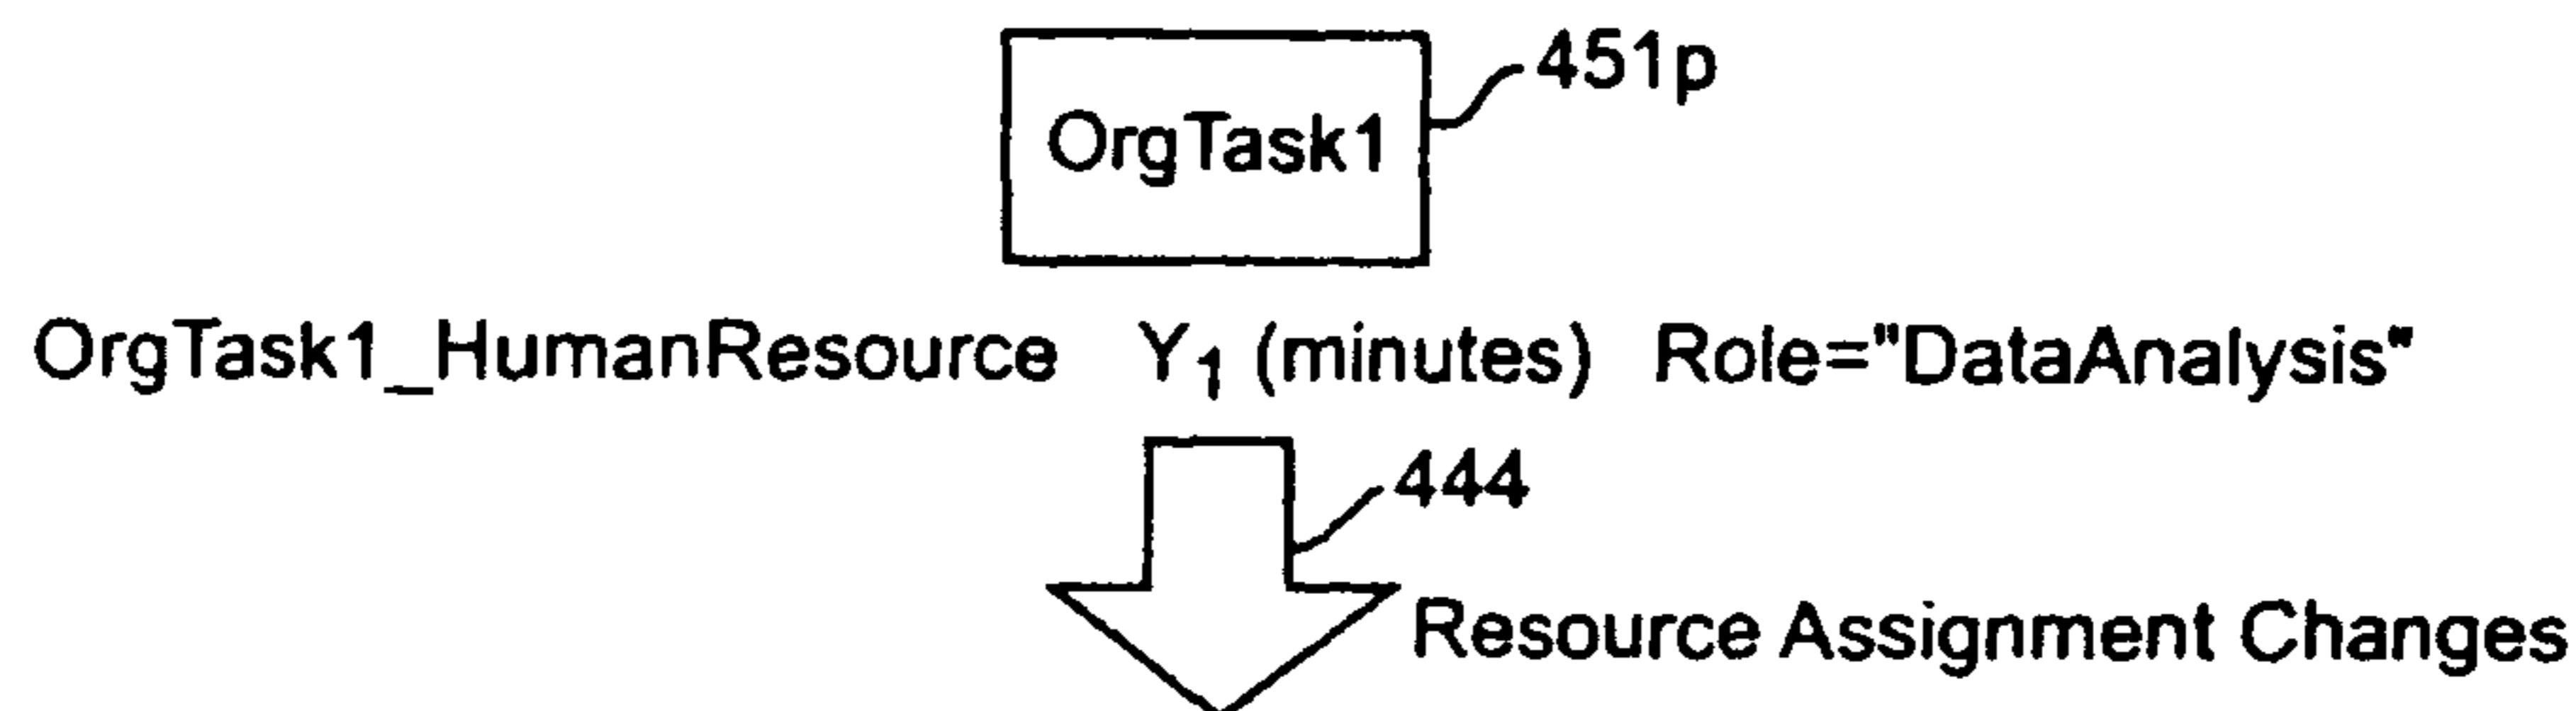 451p
OrgTask1
OrgTask1_HumanResource Y₁ (minutes) Role="DataAnalysis"
444
Resource Assignment Changes